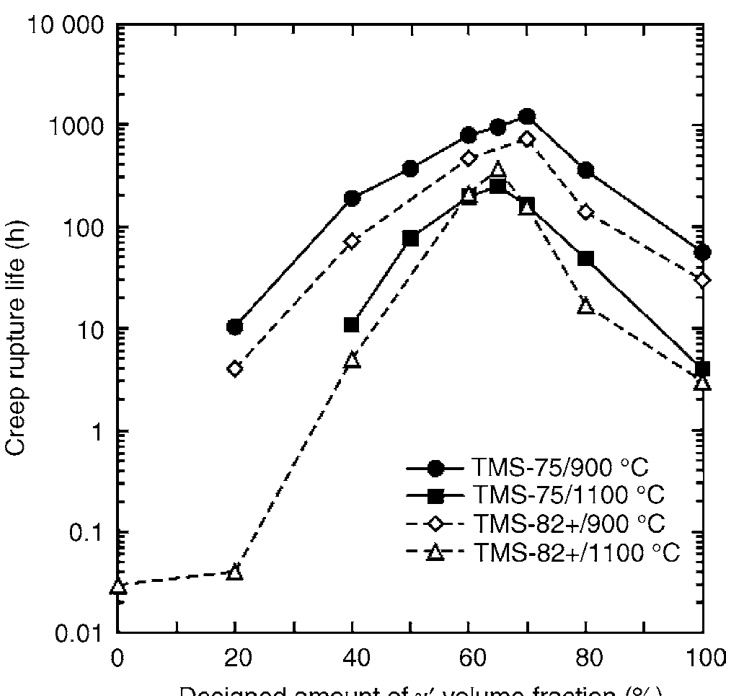 10 000
1000
100
10
1
0.1
0.01
Creep rupture life (h)
TMS-75/900 °C
TMS-75/1100 °C
TMS-82+/900 °C
TMS-82+/1100 °C
0 20 40 60 80 100
Designed amount of γ′ volume fraction (%)